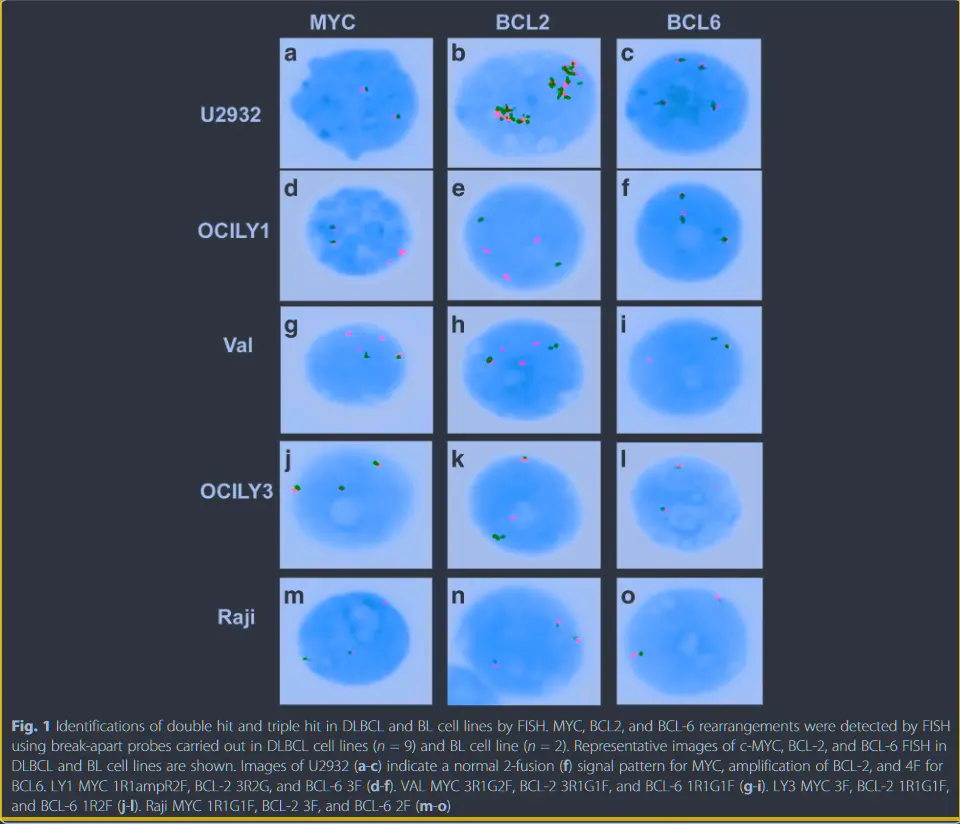 MYC BCL2 BCL6
a b c
U2932
d e f
OCILY1
g h i
Val
j k l
OCILY3
m n o
Raji
Fig. 1 Identifications of double hit and triple hit in DLBCL and BL cell lines by FISH. MYC, BCL2, and BCL-6 rearrangements were detected by FISH
using break-apart probes carried out in DLBCL cell lines (n = 9) and BL cell line (n = 2). Representative images of c-MYC, BCL-2, and BCL-6 FISH in
DLBCL and BL cell lines are shown. Images of U2932 (a-c) indicate a normal 2-fusion (f) signal pattern for MYC, amplification of BCL-2, and 4F for
BCL6. LY1 MYC 1R1ampR2F, BCL-2 3R2G, and BCL-6 3F (d-f). VAL MYC 3R1G2F, BCL-2 3R1G1F, and BCL-6 1R1G1F (g-i). LY3 MYC 3F, BCL-2 1R1G1F,
and BCL-6 1R2F (j-l). Raji MYC 1R1G1F, BCL-2 3F, and BCL-6 2F (m-o)